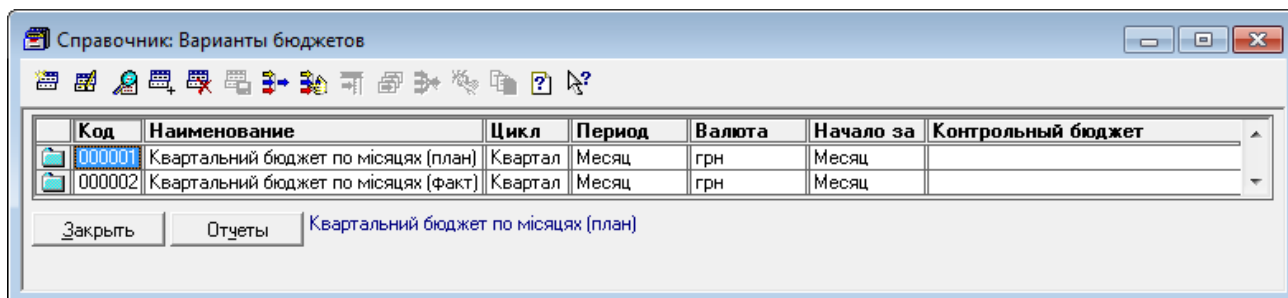 Справочник: Варианты бюджетов
Код Наименование Цикл Период Валюта Начало за Контрольный бюджет
000001 Квартальний бюджет по місяцях (план) Квартал Месяц грн Месяц
000002 Квартальний бюджет по місяцях (факт) Квартал Месяц грн Месяц
Закрыть Отчеты Квартальний бюджет по місяцях (план)